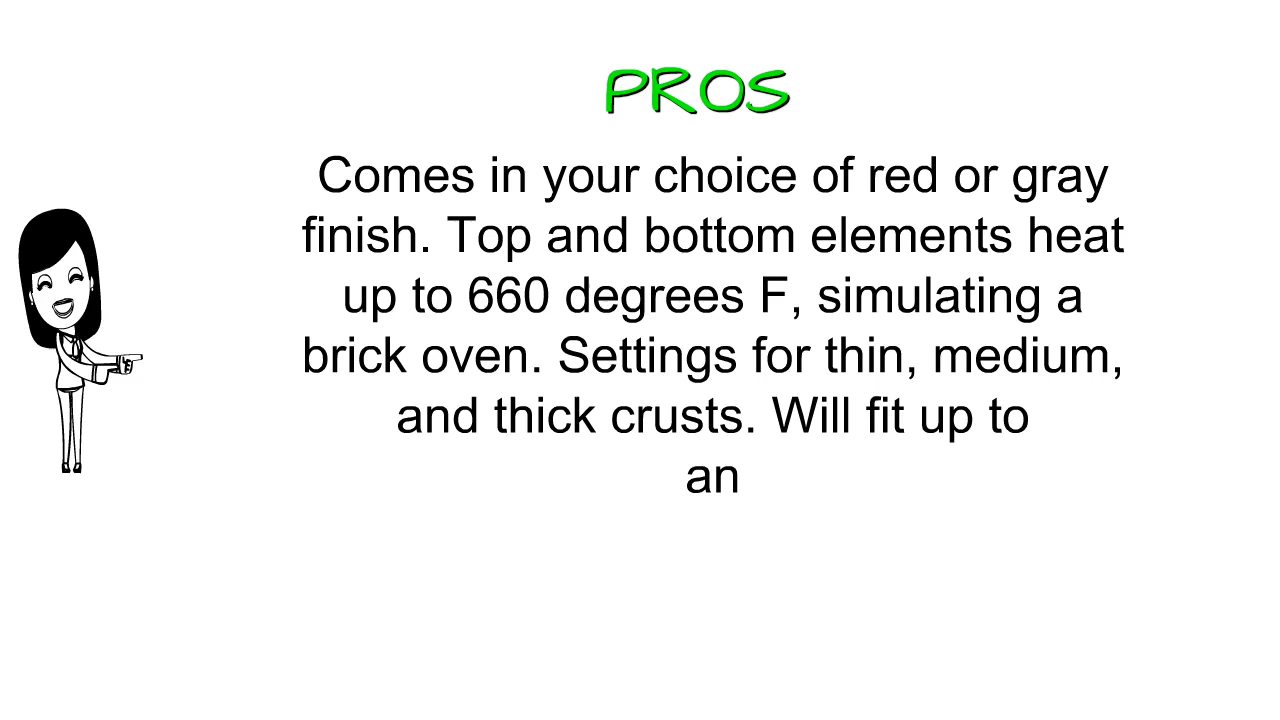 PROS
Comes in your choice of red or gray
finish. Top and bottom elements heat
up to 660 degrees F, simulating a
brick oven. Settings for thin, medium,
and thick crusts. Will fit up to
an